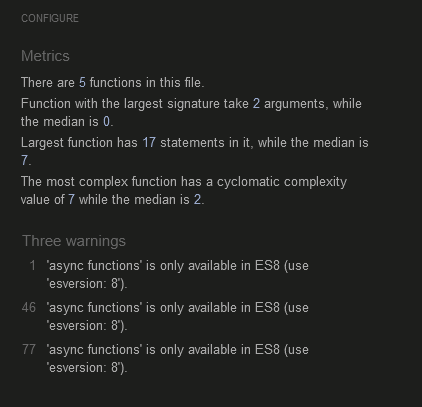 CONFIGURE
Metrics
There are 5 functions in this file.
Function with the largest signature take 2 arguments, while
the median is 0.
Largest function has 17 statements in it, while the median is
7.
The most complex function has a cyclomatic complexity
value of 7 while the median is 2.
Three warnings
1 'async functions' is only available in ES8 (use
'esversion: 8').
46 'async functions' is only available in ES8 (use
'esversion: 8').
77 'async functions' is only available in ES8 (use
'esversion: 8').